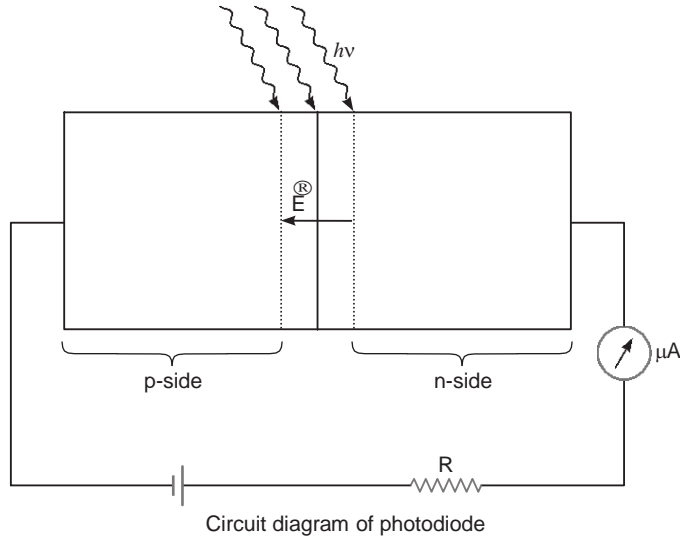 hν
®
E
μA
p-side
n-side
R
Circuit diagram of photodiode